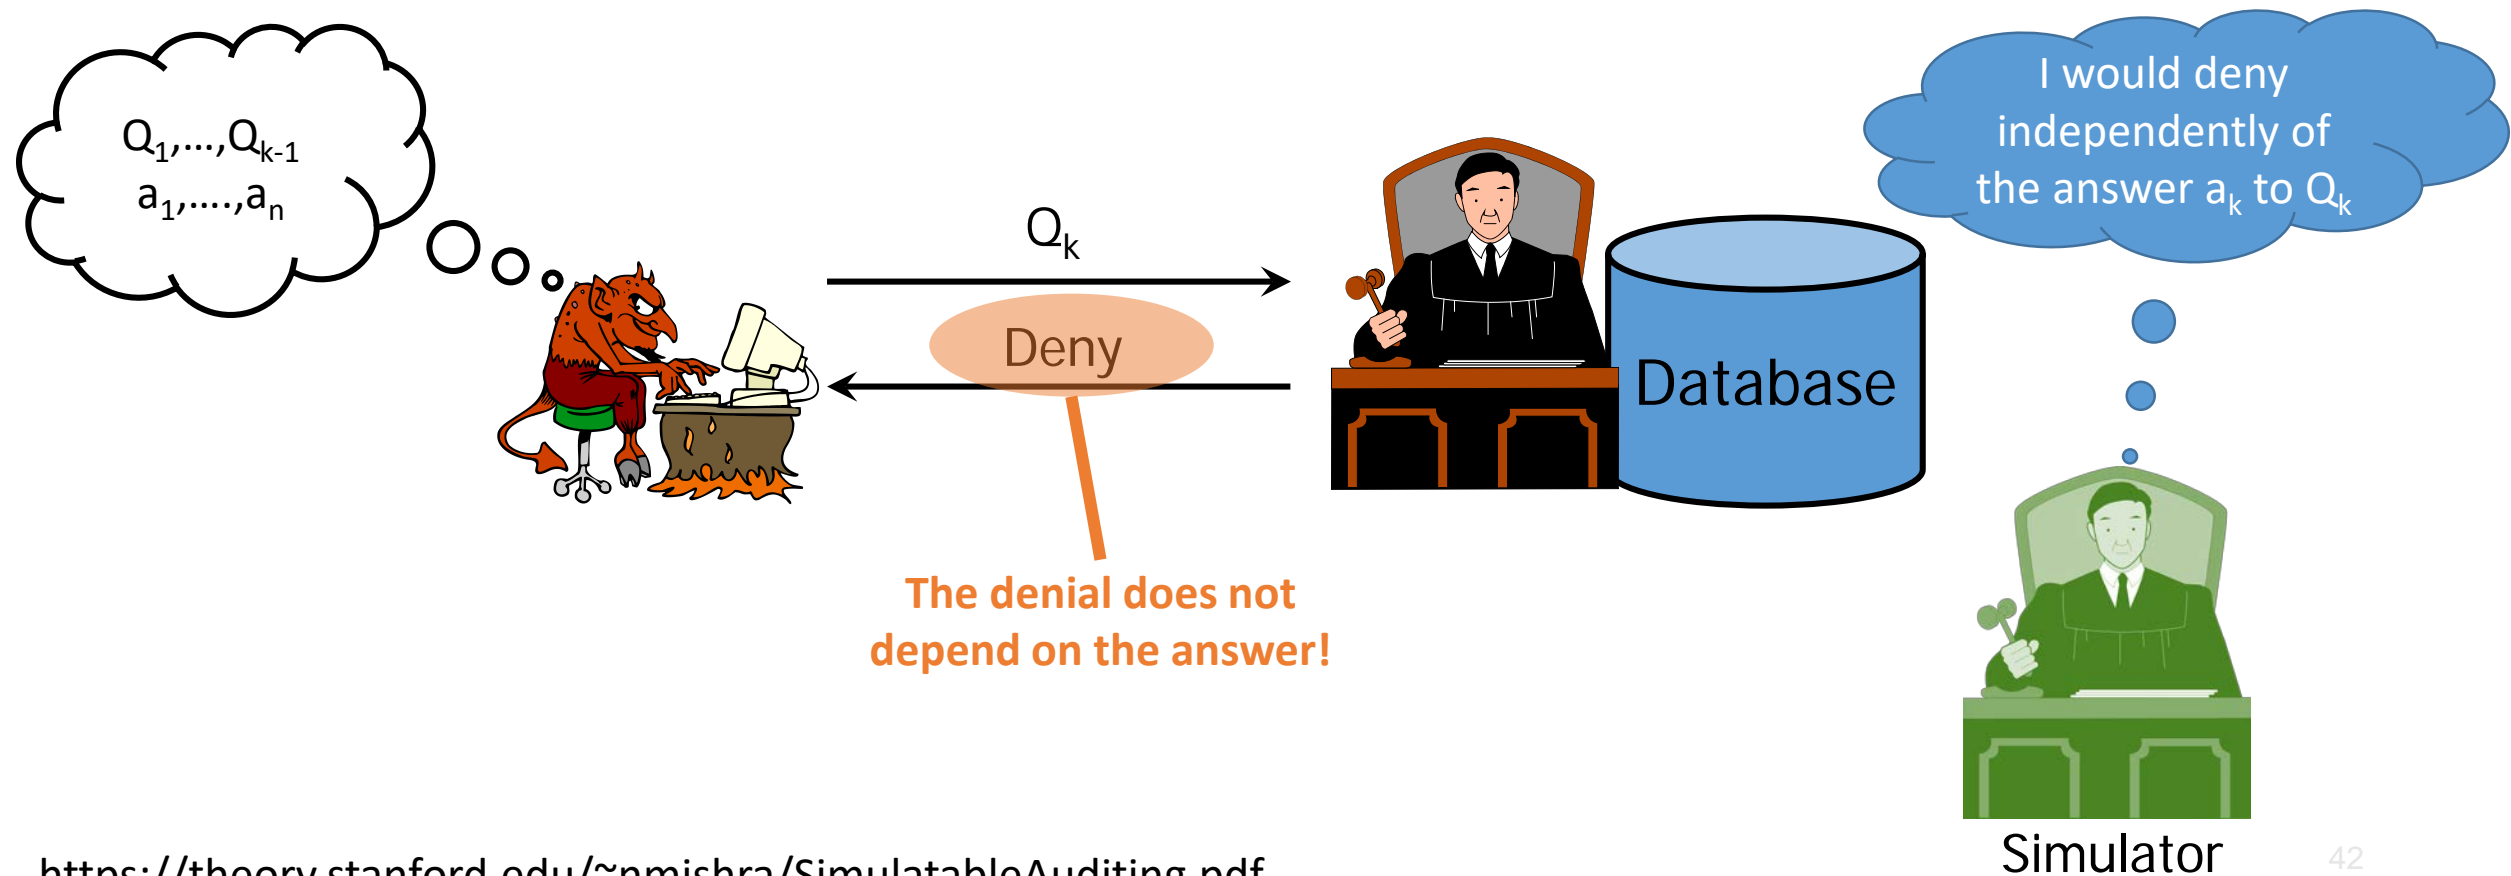 Q1,...,Qk-1
a1,....,an
Qk
Deny
The denial does not
depend on the answer!
Database
I would deny
independently of
the answer ak to Qk
Simulator
https://theory.stanford.edu/~nmishra/SimulatableAuditing.pdf
42